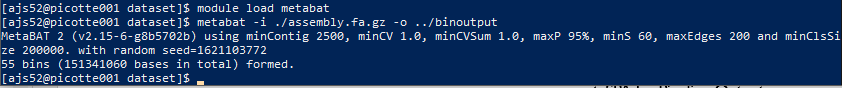 [ajs52@picotte001 dataset]$ module load metabat
[ajs52@picotte001 dataset]$ metabat -i ./assembly.fa.gz -o ../binoutput
MetaBAT 2 (v2.15-6-g8b5702b) using minContig 2500, minCV 1.0, minCVSum 1.0, maxP 95%, minS 60, maxEdges 200 and minClsSi
ze 200000. with random seed=1621103772
55 bins (151341060 bases in total) formed.
[ajs52@picotte001 dataset]$